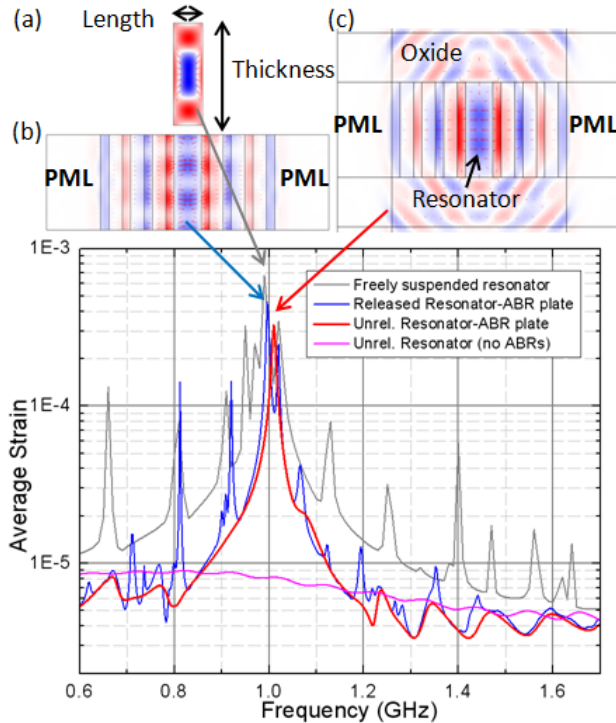 (a)
Length
(c)
Oxide
Thickness
(b)
PML
PML
PML
PML
Resonator
1E-3
Freely suspended resonator
Released Resonator-ABR plate
Unrel. Resonator-ABR plate
Unrel. Resonator (no ABRs)
1E-4
1E-5
Average Strain
0.6
0.8
1.0
1.2
1.4
1.6
Frequency (GHz)